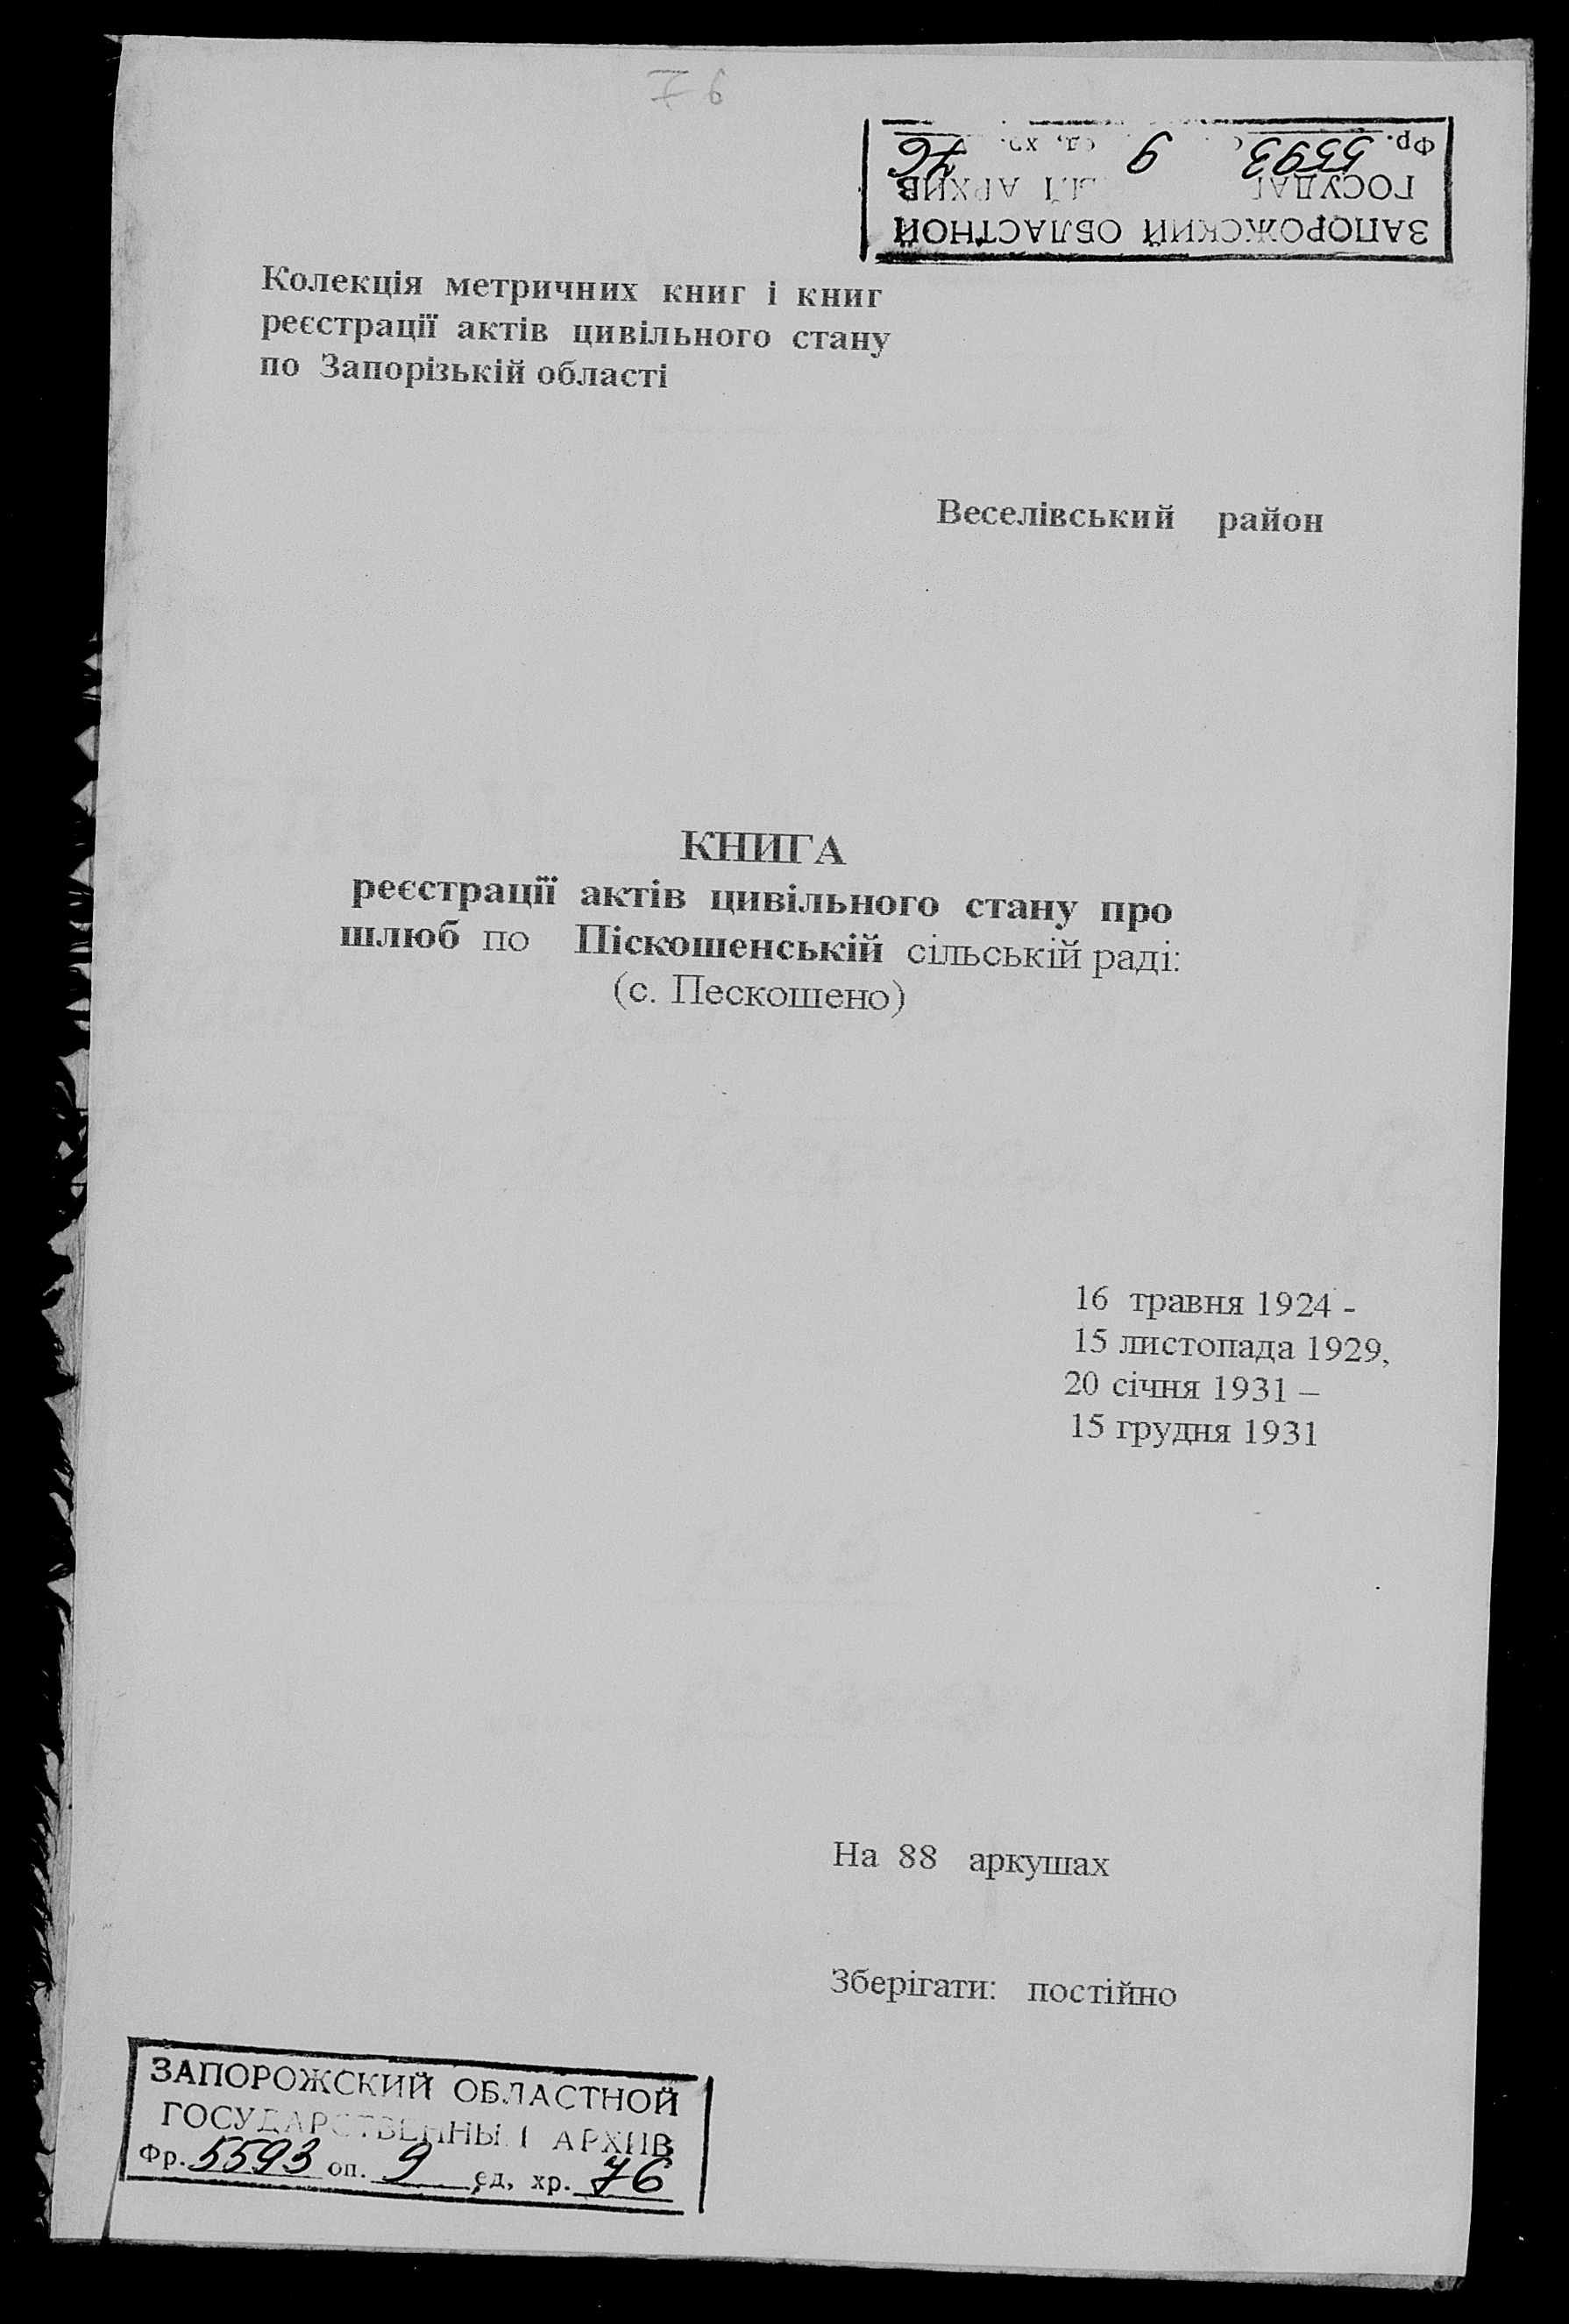 76
ЗАПОРОЖСКИЙ ОБЛАСТНОЙ
АРХИВ
Фр. 5593 9 ед, хр. 76
Колекція метричних книг і книг
реєстрації актів цивільного стану
по Запорізькій області
Веселівський район
КНИГА
реєстрації актів цивільного стану про
шлюб по Піскошенській сільській раді:
(с. Пескошено)
16 травня 1924 -
15 листопада 1929,
20 січня 1931 –
15 грудня 1931
На 88 аркушах
Зберігати: постійно
ЗАПОРОЖСКИЙ ОБЛАСТНОЙ
ГОСУДАРСТВЕННЫЙ АРХИВ
Фр. 5593 оп. 9 ед, хр. 76